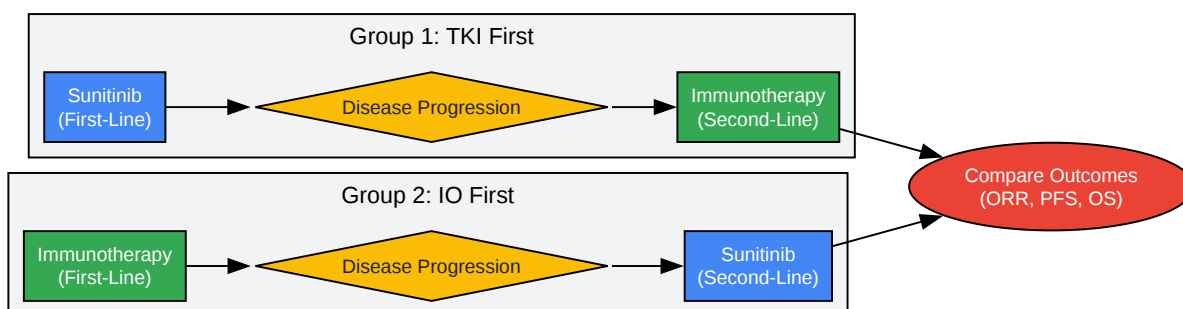 Group 1: TKI First
Sunitinib
(First-Line)
Disease Progression
Immunotherapy
(Second-Line)
Group 2: IO First
Immunotherapy
(First-Line)
Disease Progression
Sunitinib
(Second-Line)
Compare Outcomes
(ORR, PFS, OS)